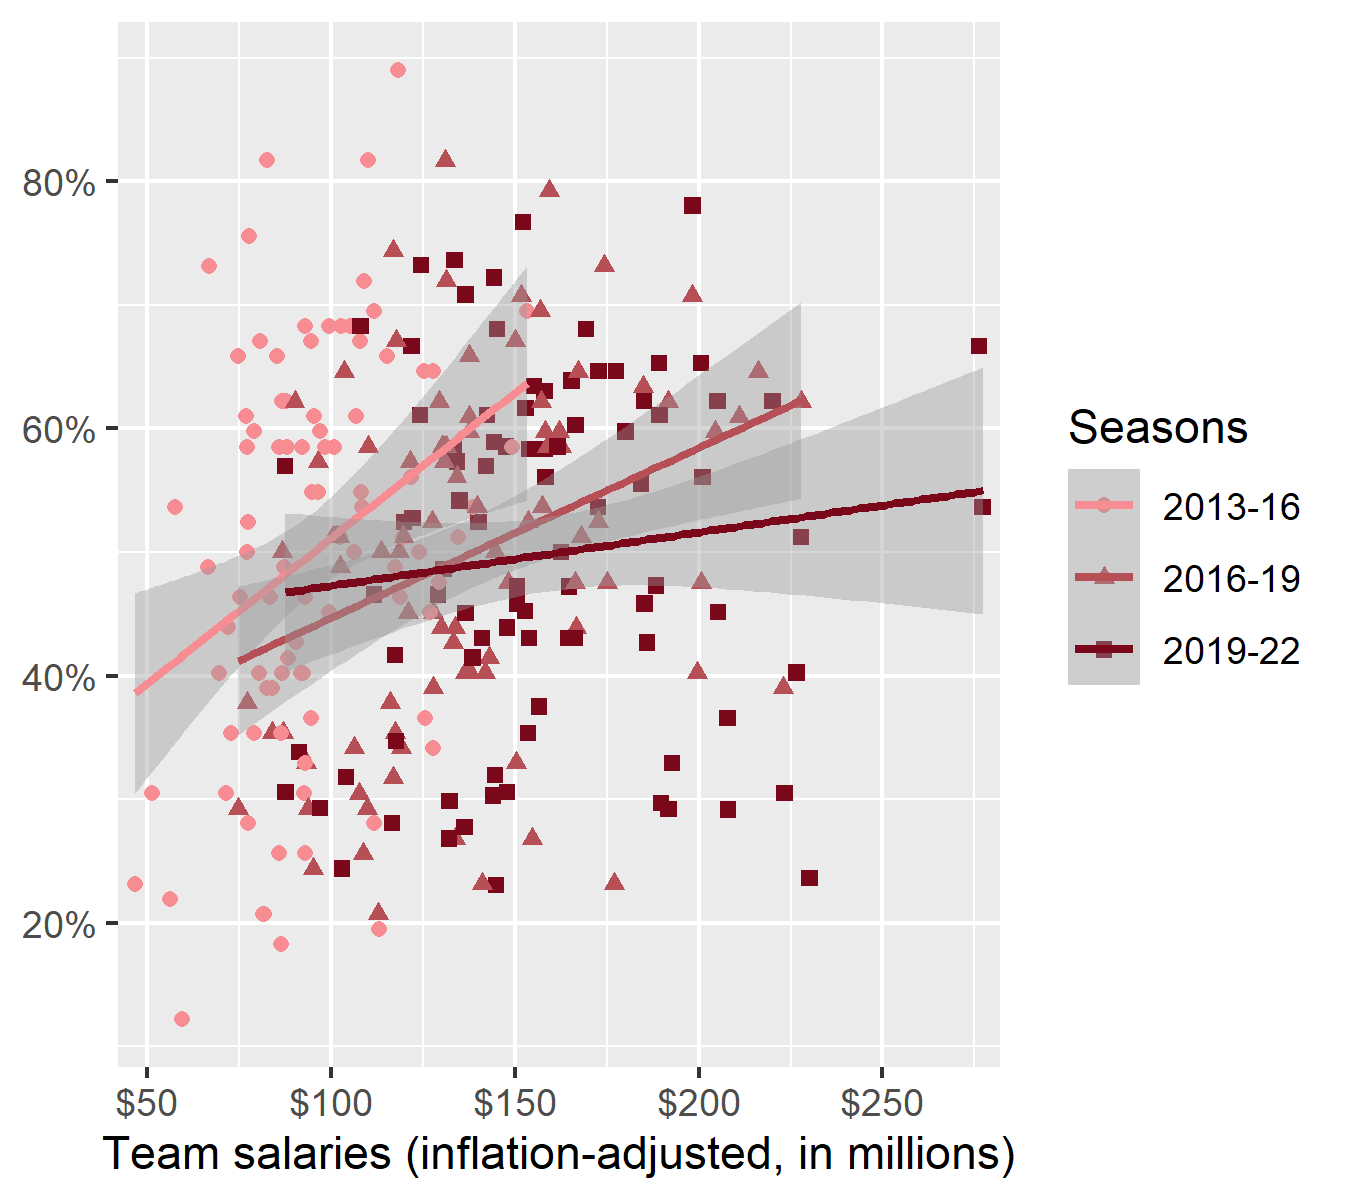 80%
60%
40%
20%
$50 $100 $150 $200 $250
Team salaries (inflation-adjusted, in millions)
Seasons
2013-16
2016-19
2019-22